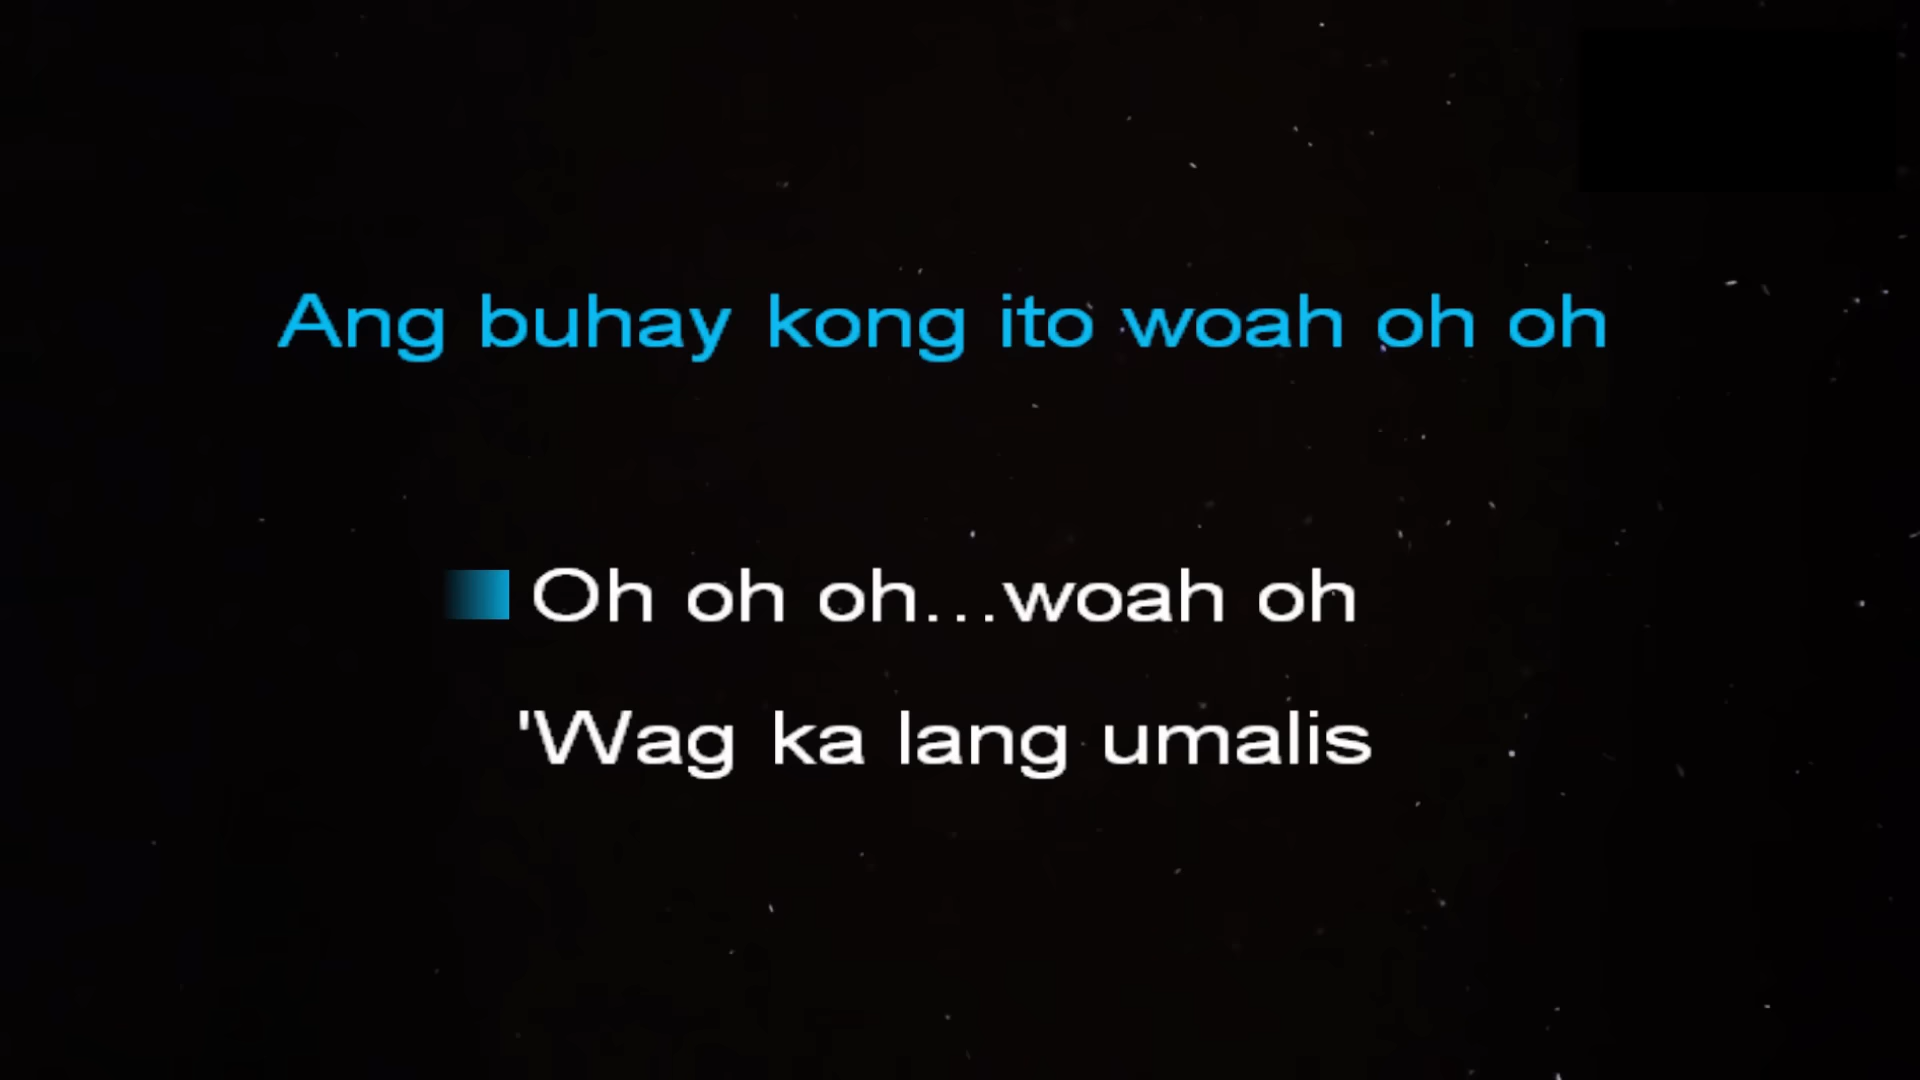 Ang buhay kong ito woah oh oh
Oh oh oh...woah oh
'Wag ka lang umalis